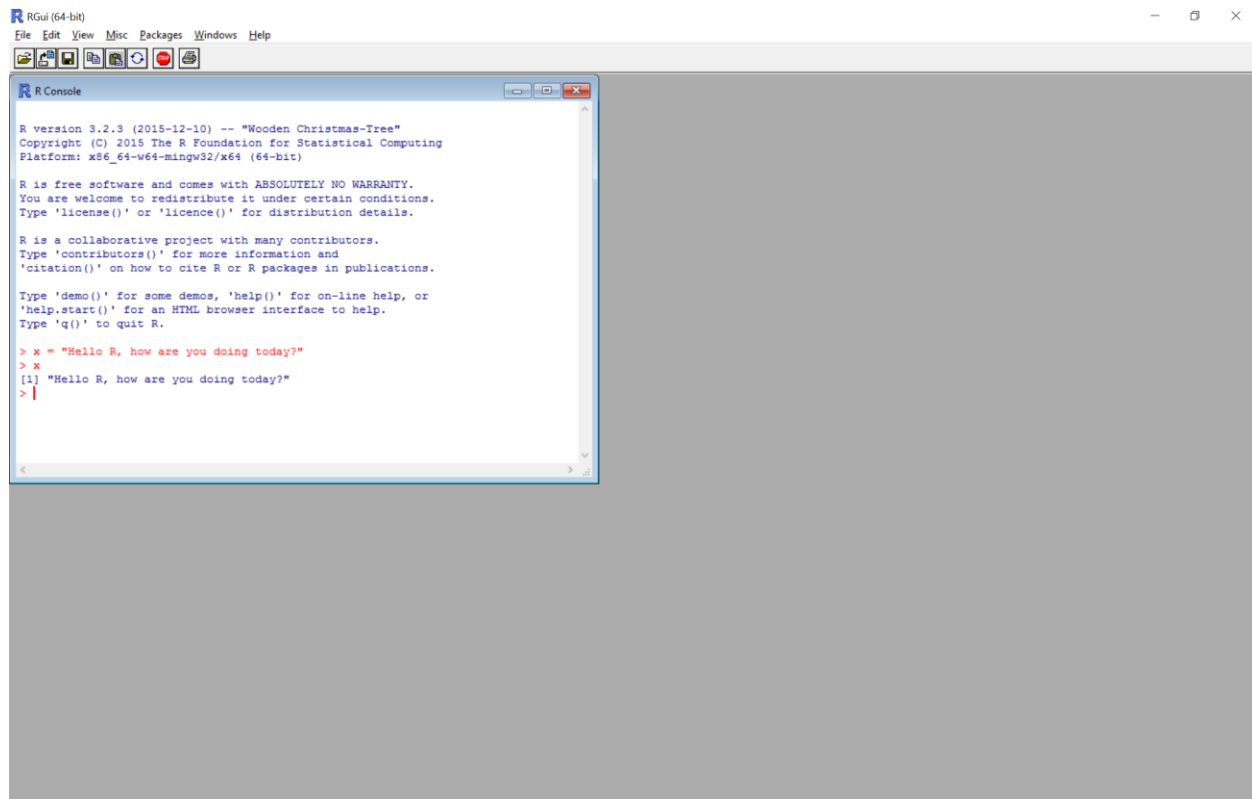 RGui (64-bit)
File Edit View Misc Packages Windows Help
STOP
R Console
R version 3.2.3 (2015-12-10) -- "Wooden Christmas-Tree"
Copyright (C) 2015 The R Foundation for Statistical Computing
Platform: x86_64-w64-mingw32/x64 (64-bit)
R is free software and comes with ABSOLUTELY NO WARRANTY.
You are welcome to redistribute it under certain conditions.
Type 'license()' or 'licence()' for distribution details.
R is a collaborative project with many contributors.
Type 'contributors()' for more information and
'citation()' on how to cite R or R packages in publications.
Type 'demo()' for some demos, 'help()' for on-line help, or
'help.start()' for an HTML browser interface to help.
Type 'q()' to quit R.
> x = "Hello R, how are you doing today?"
> x
[1] "Hello R, how are you doing today?"
>